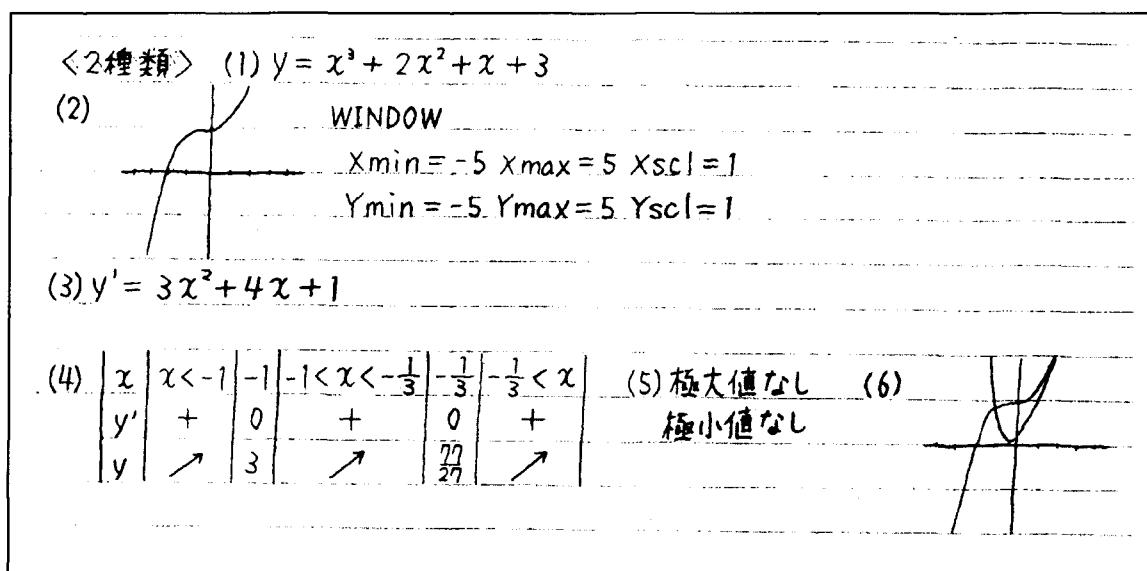 〈2種類〉 (1) y = x³ + 2x² + x + 3
(2)
WINDOW
Xmin = -5 Xmax = 5 Xscl = 1
Ymin = -5 Ymax = 5 Yscl = 1
(3) y' = 3x² + 4x + 1
(4) | x | x < -1 | -1 | -1 < x < -1/3 | -1/3 | -1/3 < x | (5) 極大値なし (6)
| y' | + | 0 | + | 0 | + | 極小値なし
| y | ↗ | 3 | ↗ | 77/27 | ↗ |